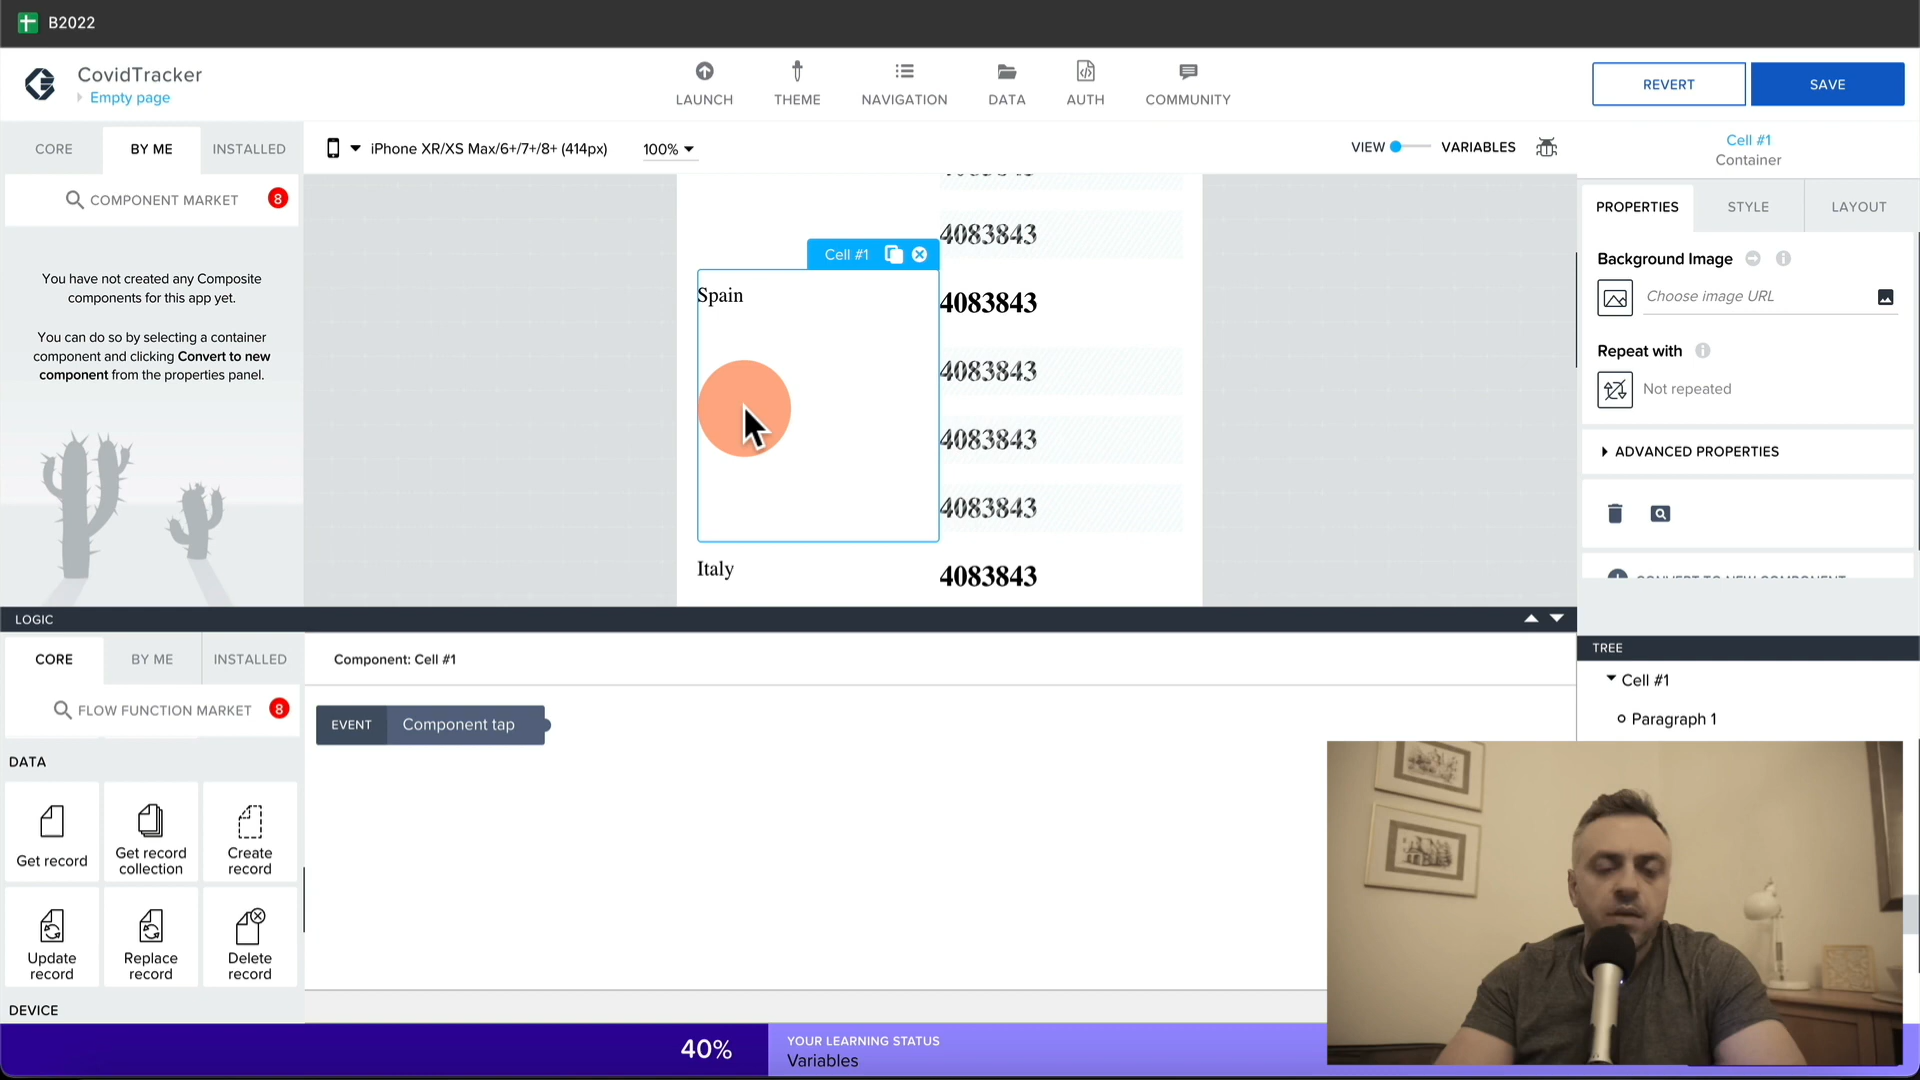 B2022
CovidTracker
Empty page
LAUNCH
THEME
NAVIGATION
DATA
AUTH
COMMUNITY
REVERT
SAVE
CORE
BY ME
INSTALLED
iPhone XR/XS Max/6+/7+/8+ (414px)
100%
VIEW
VARIABLES
Cell #1
Container
COMPONENT MARKET
8
PROPERTIES
STYLE
LAYOUT
You have not created any Composite
components for this app yet.
You can do so by selecting a container
component and clicking Convert to new
component from the properties panel.
4083843
Cell #1
Spain
4083843
4083843
4083843
4083843
Italy
4083843
Background Image
Choose image URL
Repeat with
Not repeated
ADVANCED PROPERTIES
CONVERT TO NEW COMPONENT
LOGIC
CORE
BY ME
INSTALLED
Component: Cell #1
FLOW FUNCTION MARKET
8
EVENT
Component tap
TREE
Cell #1
Paragraph 1
DATA
Get record
Get record
collection
Create
record
Update
record
Replace
record
Delete
record
DEVICE
40%
YOUR LEARNING STATUS
Variables